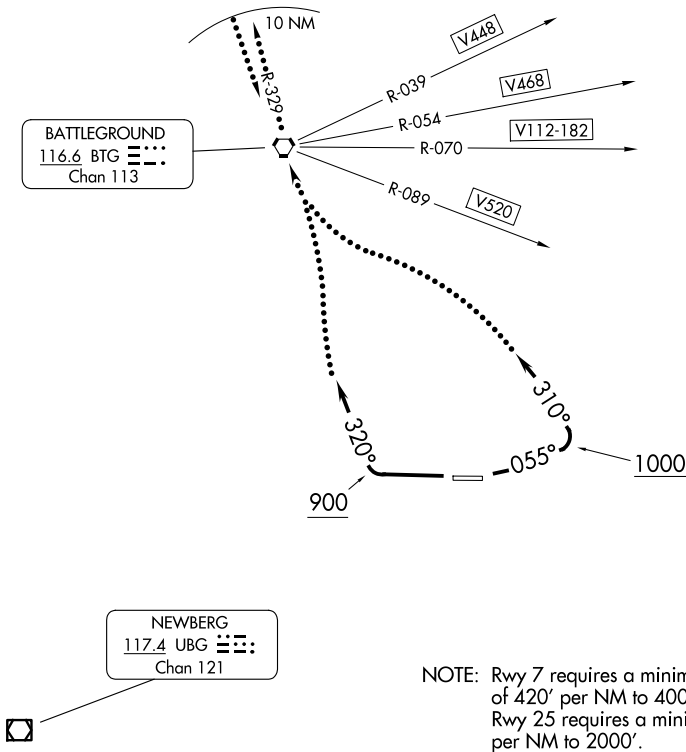 10 NM
R-329
V448
R-039
V468
R-054
V112-182
R-070
R-089
V520
BATTLEGROUND
116.6 BTG
Chan 113
310°
320°
055°
1000
900
NEWBERG
117.4 UBG
Chan 121
NOTE: Rwy 7 requires a minim
of 420' per NM to 400
Rwy 25 requires a mini
per NM to 2000'.